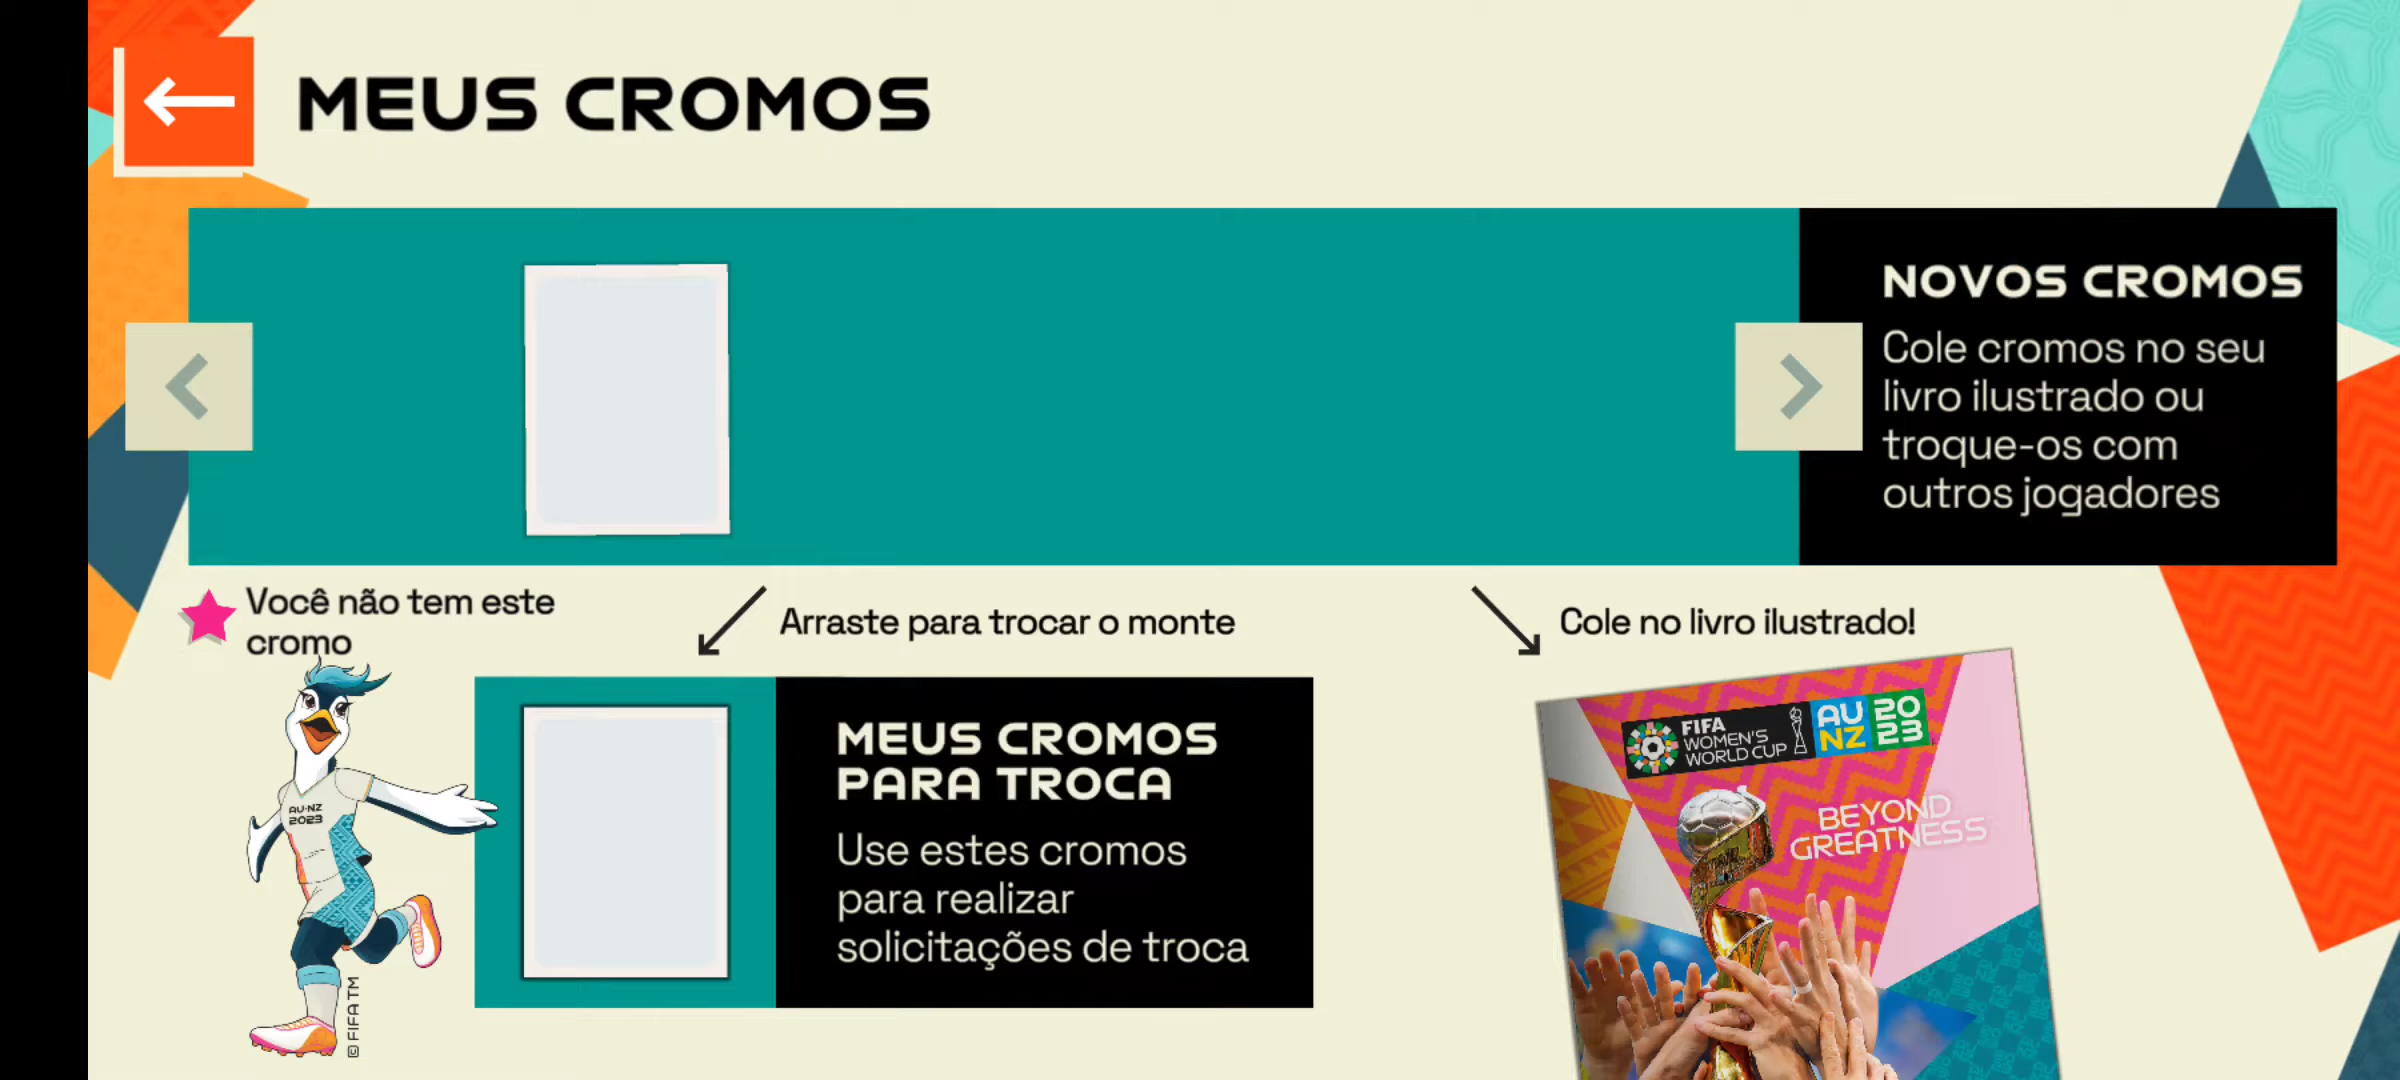 MEUS CROMOS
NOVOS CROMOS
Cole cromos no seu
livro ilustrado ou
troque-os com
outros jogadores
Você não tem este
cromo
Arraste para trocar o monte
Cole no livro ilustrado!
MEUS CROMOS
PARA TROCA
Use estes cromos
para realizar
solicitações de troca
AU·NZ
2023
© FIFA TM
FIFA
WOMEN'S
WORLD CUP
AU 20
NZ 23
BEYOND
GREATNESS